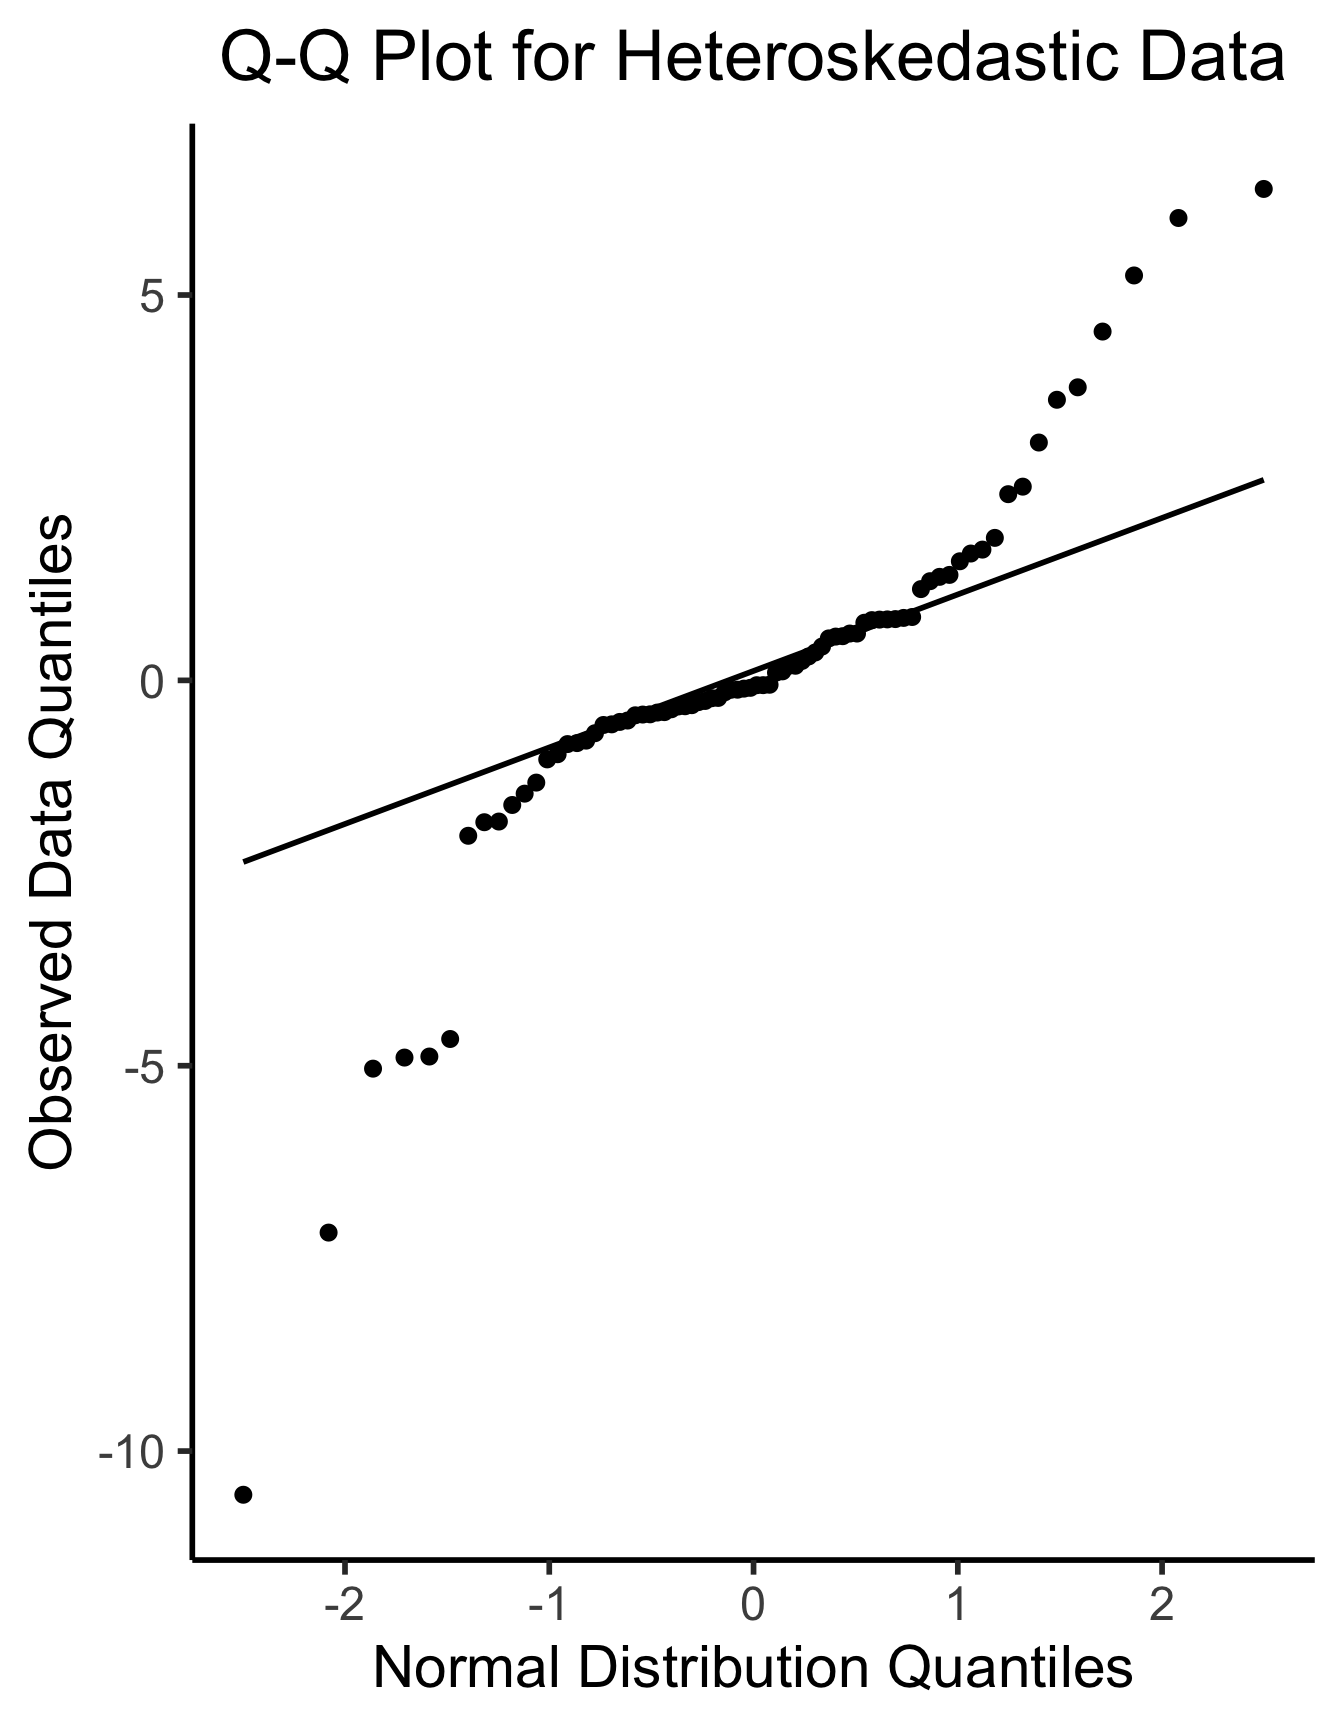 Q-Q Plot for Heteroskedastic Data
Observed Data Quantiles
5
0
-5
-10
-2 -1 0 1 2
Normal Distribution Quantiles